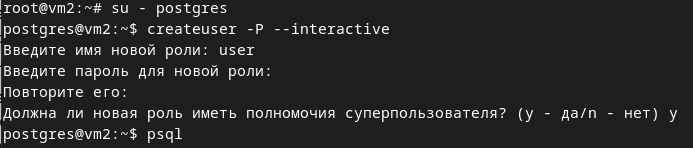 root@vm2:~# su - postgres
postgres@vm2:~$ createuser -P --interactive
Введите имя новой роли: user
Введите пароль для новой роли:
Повторите его:
Должна ли новая роль иметь полномочия суперпользователя? (y - да/n - нет) y
postgres@vm2:~$ psql